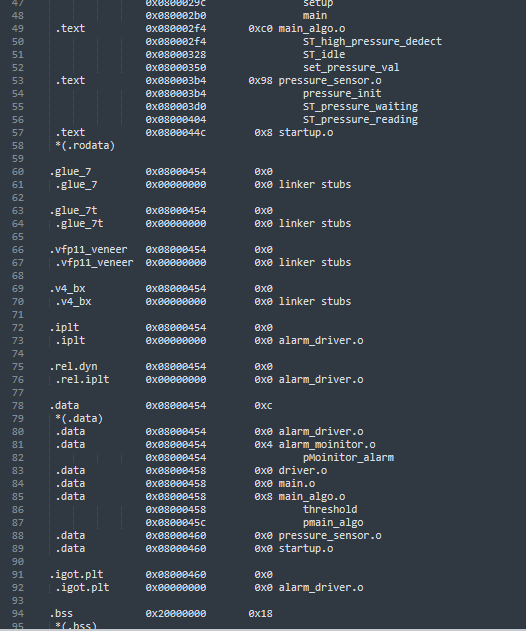 47 0x0800029c setup
48 0x080002b0 main
49 .text 0x080002f4 0xc0 main_algo.o
50 0x080002f4 ST_high_pressure_dedect
51 0x08000328 ST_idle
52 0x08000350 set_pressure_val
53 .text 0x080003b4 0x98 pressure_sensor.o
54 0x080003b4 pressure_init
55 0x080003d0 ST_pressure_waiting
56 0x08000404 ST_pressure_reading
57 .text 0x0800044c 0x8 startup.o
58 *(.rodata)
59
60 .glue_7 0x08000454 0x0
61 .glue_7 0x00000000 0x0 linker stubs
62
63 .glue_7t 0x08000454 0x0
64 .glue_7t 0x00000000 0x0 linker stubs
65
66 .vfp11_veneer 0x08000454 0x0
67 .vfp11_veneer 0x00000000 0x0 linker stubs
68
69 .v4_bx 0x08000454 0x0
70 .v4_bx 0x00000000 0x0 linker stubs
71
72 .iplt 0x08000454 0x0
73 .iplt 0x00000000 0x0 alarm_driver.o
74
75 .rel.dyn 0x08000454 0x0
76 .rel.iplt 0x00000000 0x0 alarm_driver.o
77
78 .data 0x08000454 0xc
79 *(.data)
80 .data 0x08000454 0x0 alarm_driver.o
81 .data 0x08000454 0x4 alarm_moinitor.o
82 0x08000454 pMoinitor_alarm
83 .data 0x08000458 0x0 driver.o
84 .data 0x08000458 0x0 main.o
85 .data 0x08000458 0x8 main_algo.o
86 0x08000458 threshold
87 0x0800045c pmain_algo
88 .data 0x08000460 0x0 pressure_sensor.o
89 .data 0x08000460 0x0 startup.o
90
91 .igot.plt 0x08000460 0x0
92 .igot.plt 0x00000000 0x0 alarm_driver.o
93
94 .bss 0x20000000 0x18
95 *(.bss)